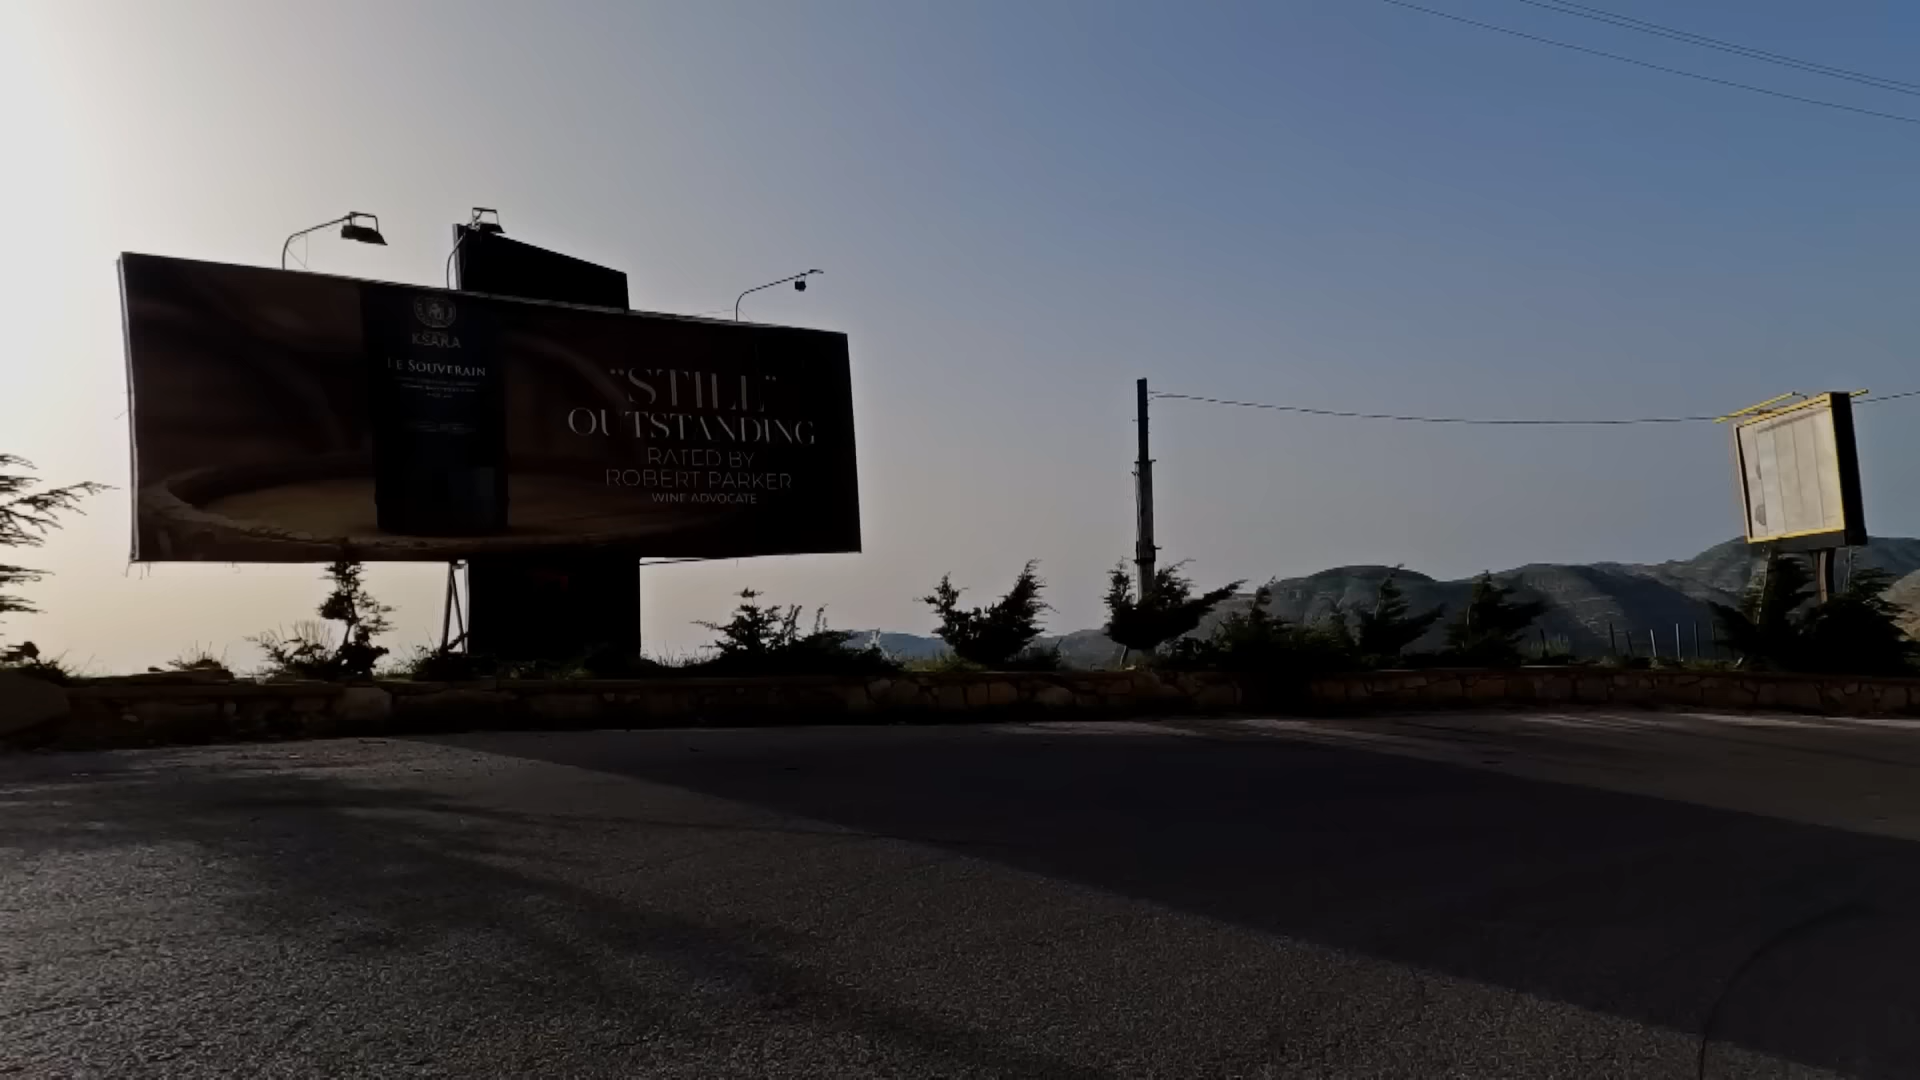 KSARA
LE SOUVERAIN
"STILL"
OUTSTANDING
RATED BY
ROBERT PARKER
WINE ADVOCATE